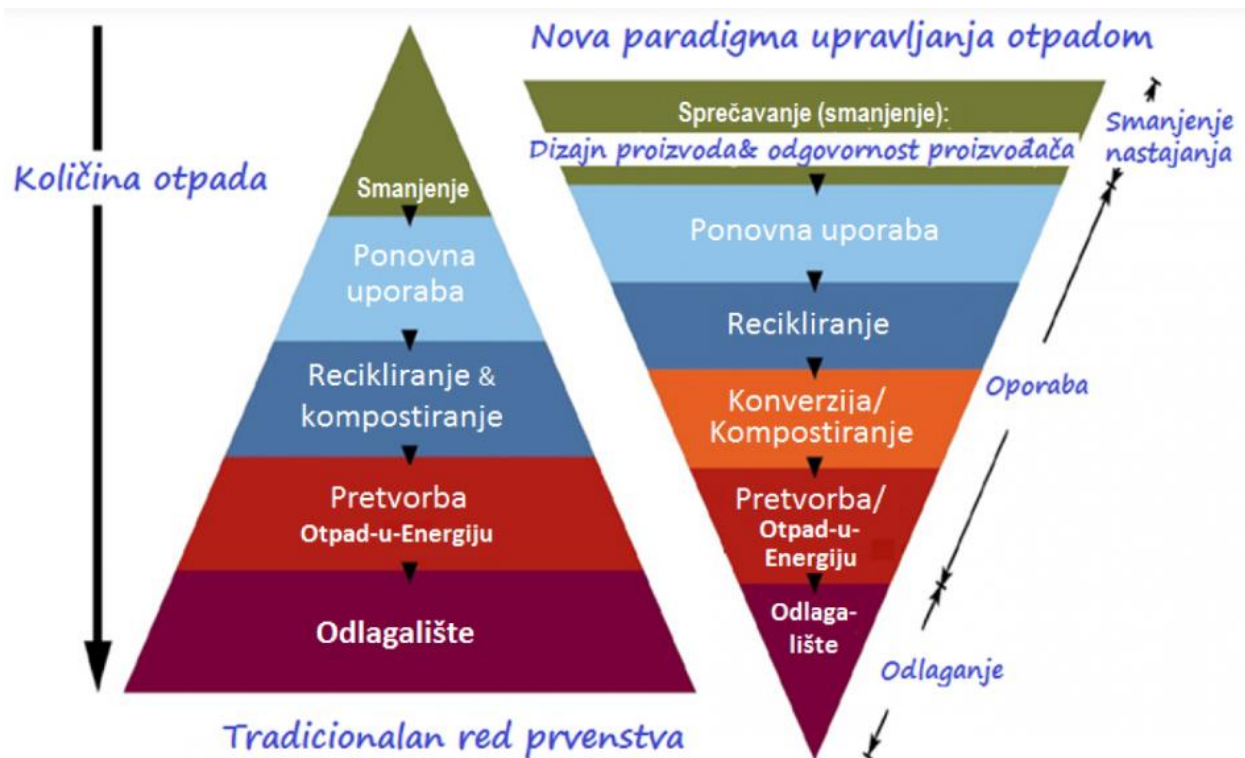 Nova paradigma upravljanja otpadom
Količina otpada
Smanjenje
Ponovna
uporaba
Recikliranje &
kompostiranje
Pretvorba
Otpad-u-Energiju
Odlagalište
Tradicionalan red prvenstva
Sprečavanje (smanjenje):
Dizajn proizvoda& odgovornost proizvođača
Ponovna uporaba
Recikliranje
Konverzija/
Kompostiranje
Pretvorba/
Otpad-u-
Energiju
Odlaga-
lište
Smanjenje
nastajanja
Oporaba
Odlaganje